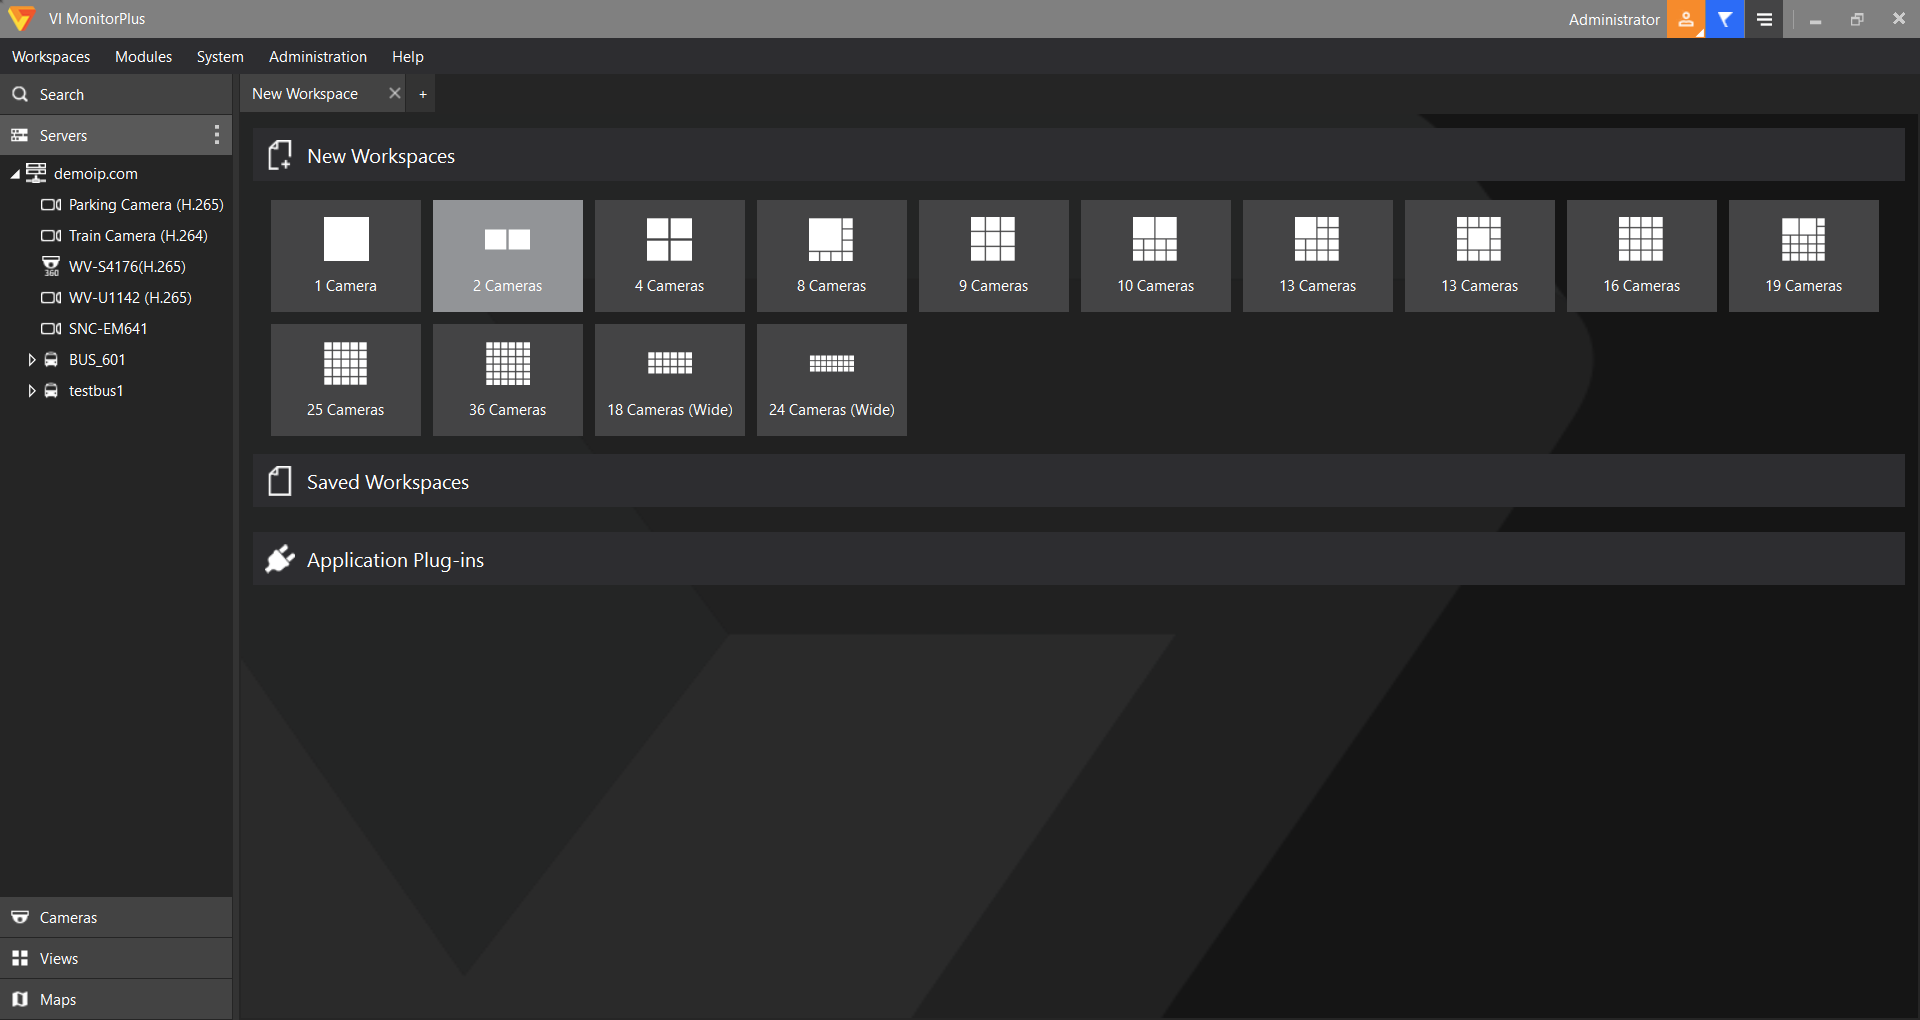 VI MonitorPlus
Administrator
Workspaces Modules System Administration Help
Search
Servers
demoip.com
Parking Camera (H.265)
Train Camera (H.264)
360
WV-S4176(H.265)
WV-U1142 (H.265)
SNC-EM641
BUS_601
testbus1
Cameras
Views
Maps
New Workspace
+
New Workspaces
1 Camera
2 Cameras
4 Cameras
8 Cameras
9 Cameras
10 Cameras
13 Cameras
13 Cameras
16 Cameras
19 Cameras
25 Cameras
36 Cameras
18 Cameras (Wide)
24 Cameras (Wide)
Saved Workspaces
Application Plug-ins